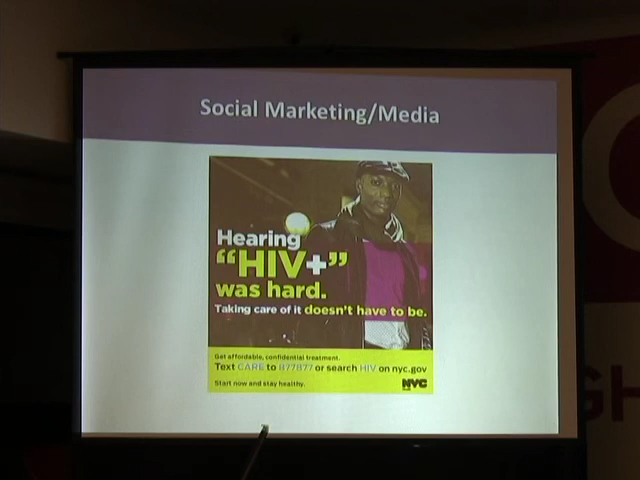 Social Marketing/Media
Hearing
“HIV+”
was hard.
Taking care of it doesn't have to be.
Get affordable, confidential treatment.
Text CARE to 877877 or search HIV on nyc.gov
Start now and stay healthy.
NYC
GH